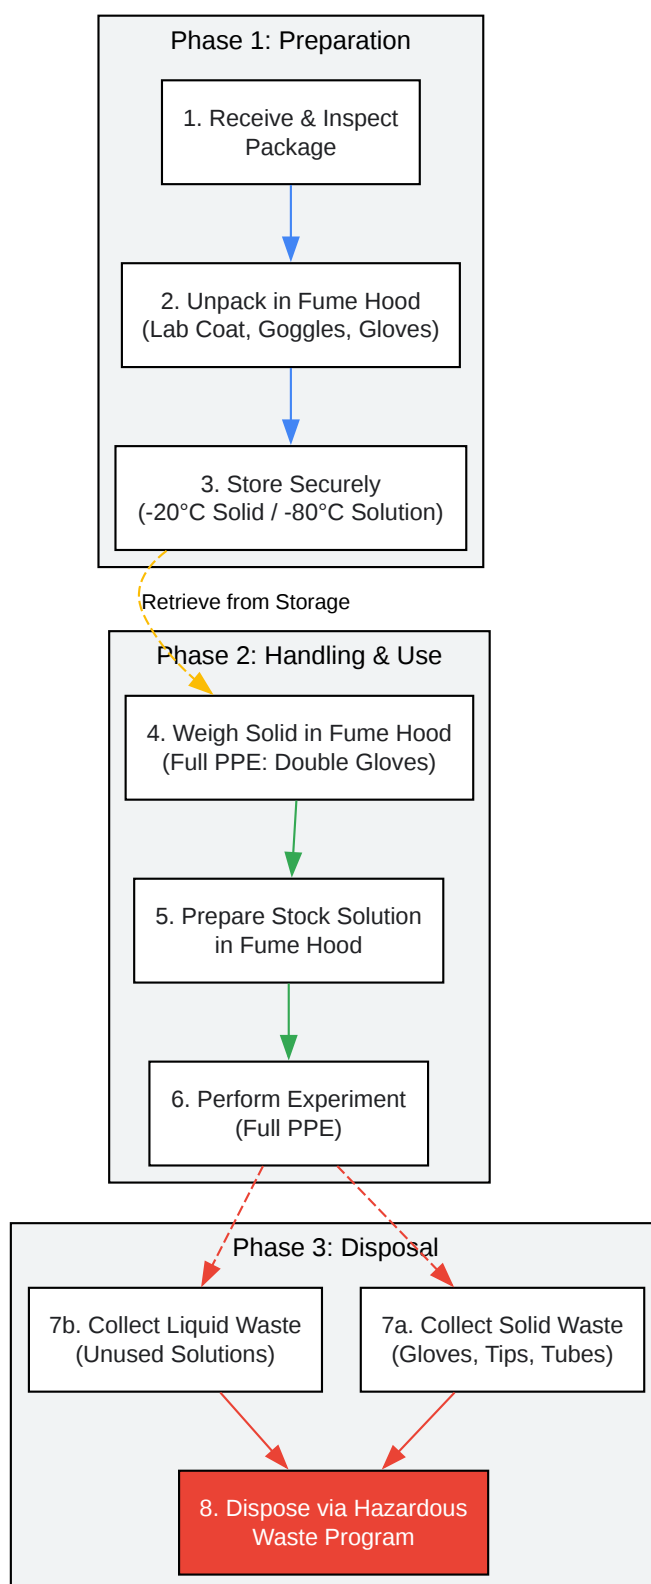 Phase 1: Preparation
1. Receive & Inspect
Package
2. Unpack in Fume Hood
(Lab Coat, Goggles, Gloves)
3. Store Securely
(-20°C Solid / -80°C Solution)
Retrieve from Storage
Phase 2: Handling & Use
4. Weigh Solid in Fume Hood
(Full PPE: Double Gloves)
5. Prepare Stock Solution
in Fume Hood
6. Perform Experiment
(Full PPE)
Phase 3: Disposal
7b. Collect Liquid Waste
(Unused Solutions)
7a. Collect Solid Waste
(Gloves, Tips, Tubes)
8. Dispose via Hazardous
Waste Program